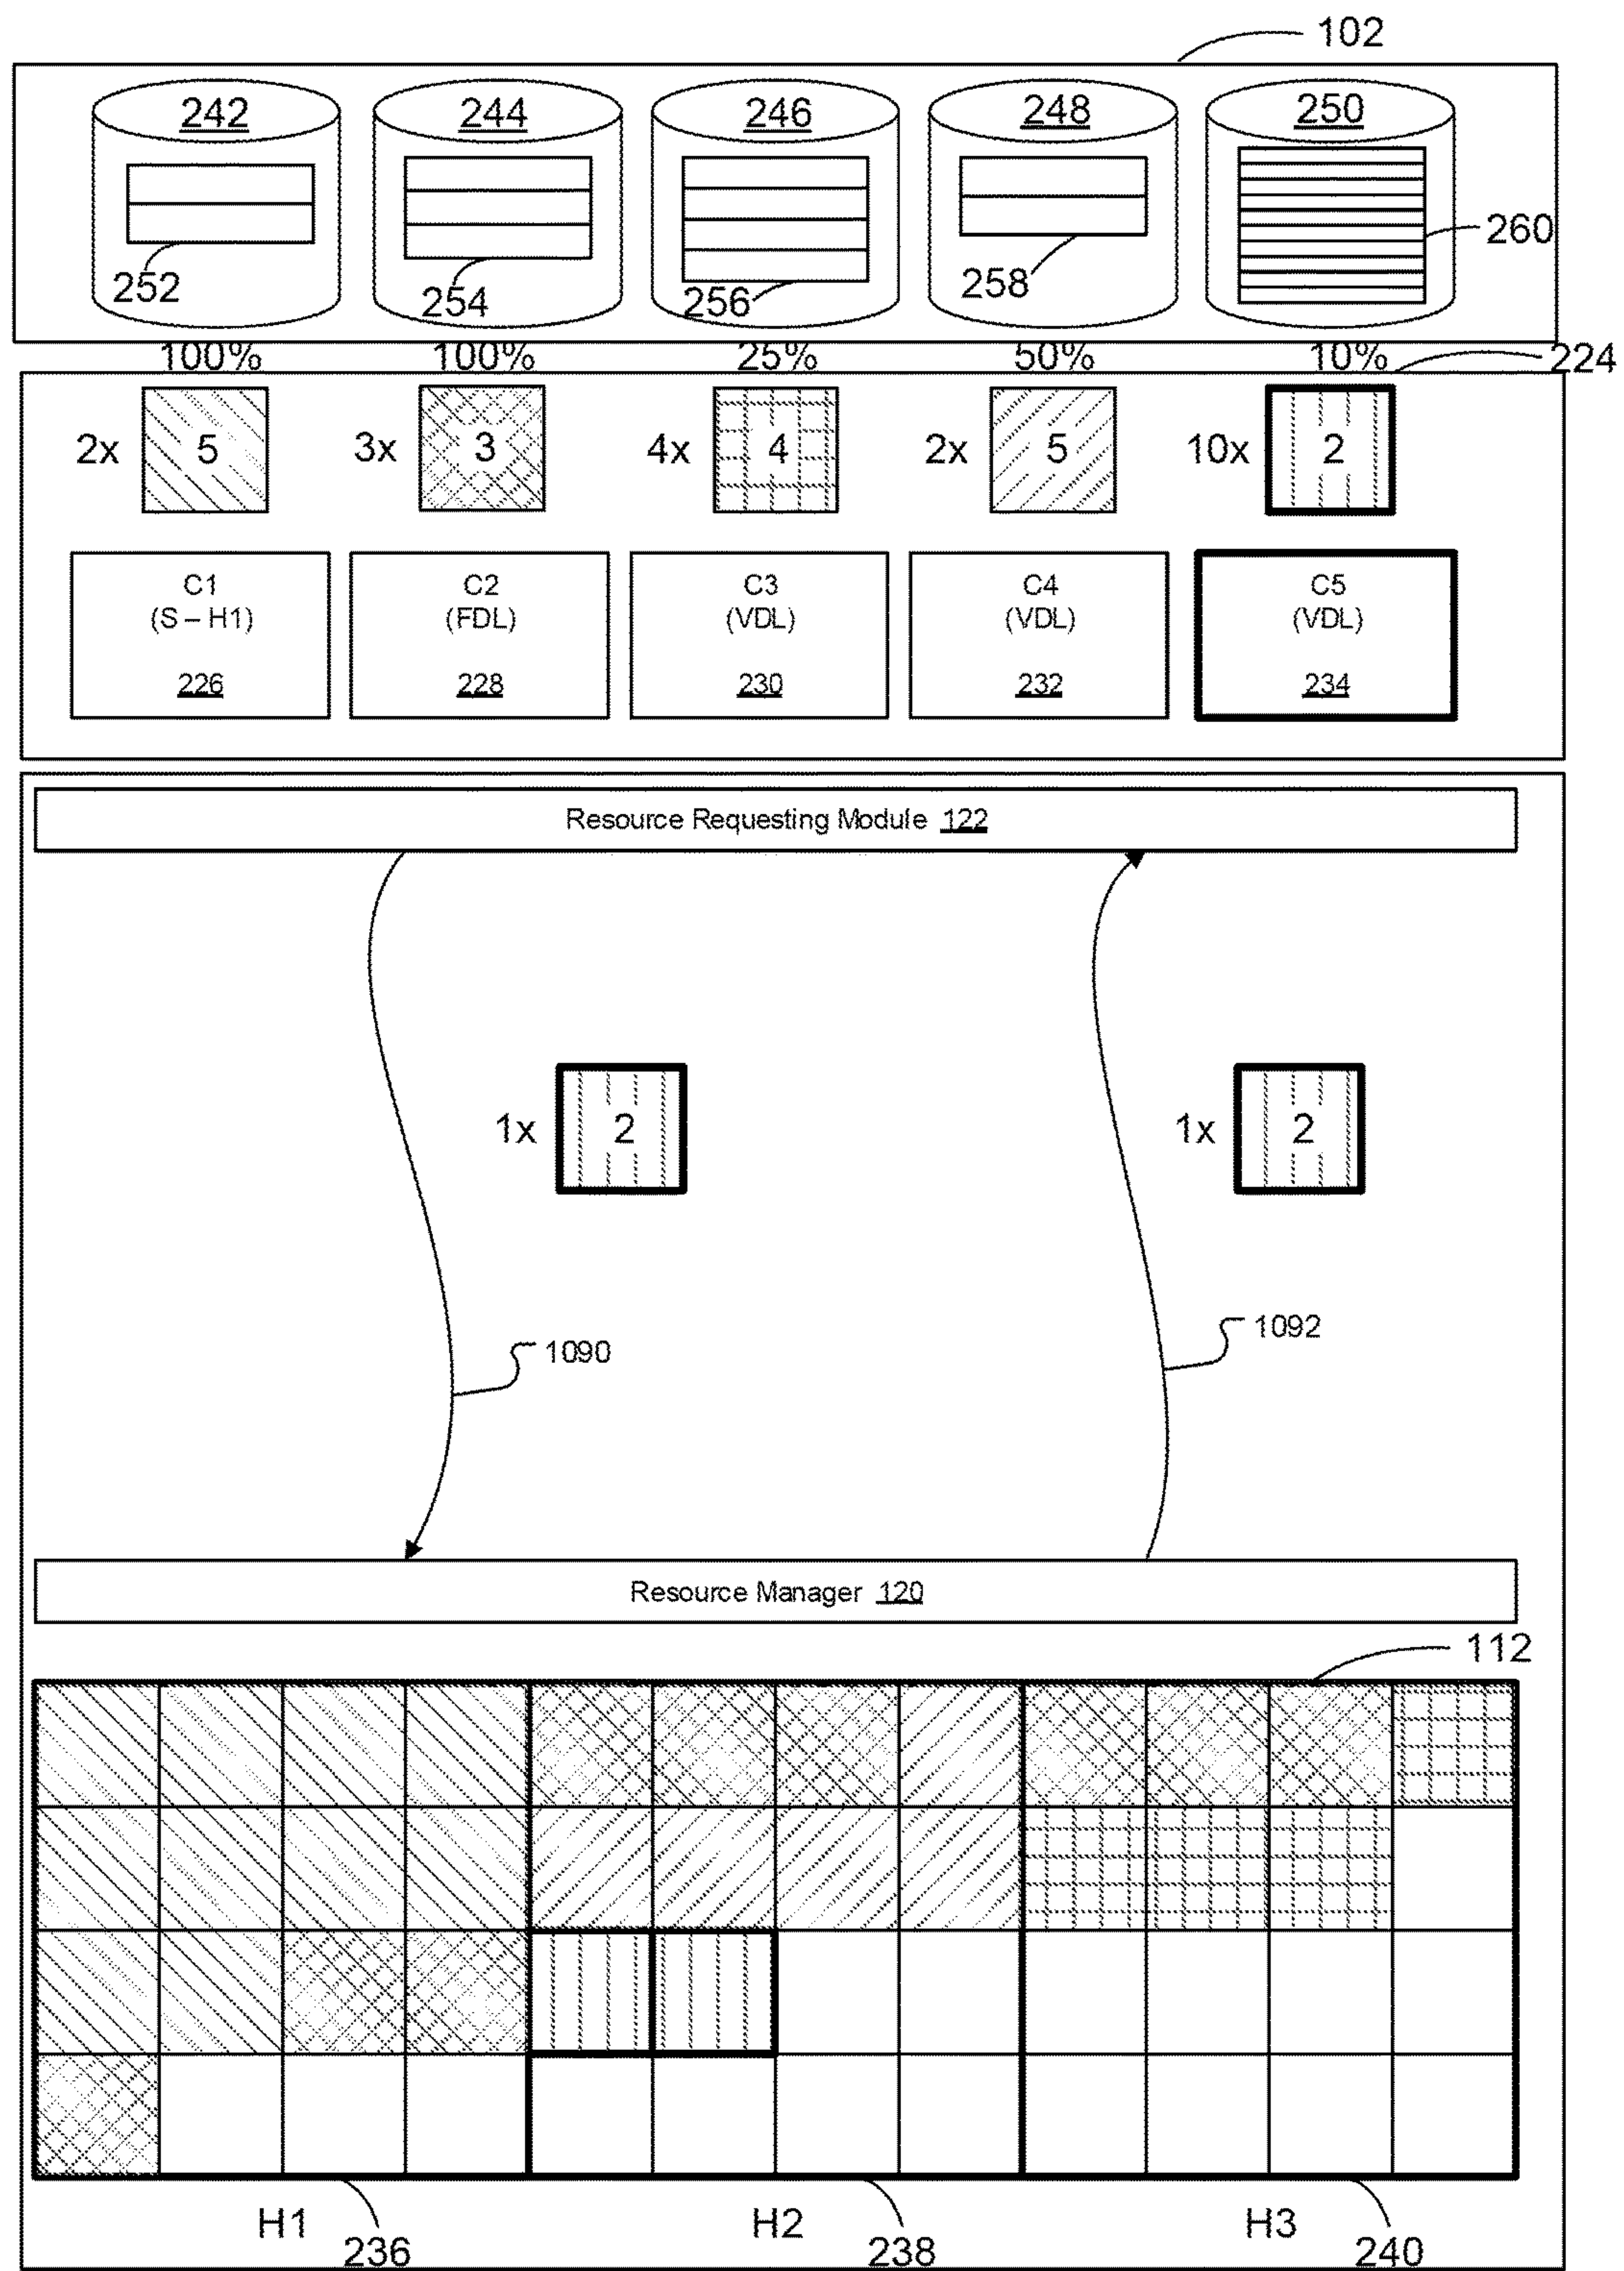 102
242 244 246 248 250
260
252 254 256 258
100% 100% 25% 50% 10% 224
2x 5 3x 3 4x 4 2x 5 10x 2
C1 C2 C3 C4 C5
(S – H1) (FDL) (VDL) (VDL) (VDL)
226 228 230 232 234
Resource Requesting Module 122
1x 2 1x 2
1092
1090
Resource Manager 120
112
H1 H2 H3
236 238 240